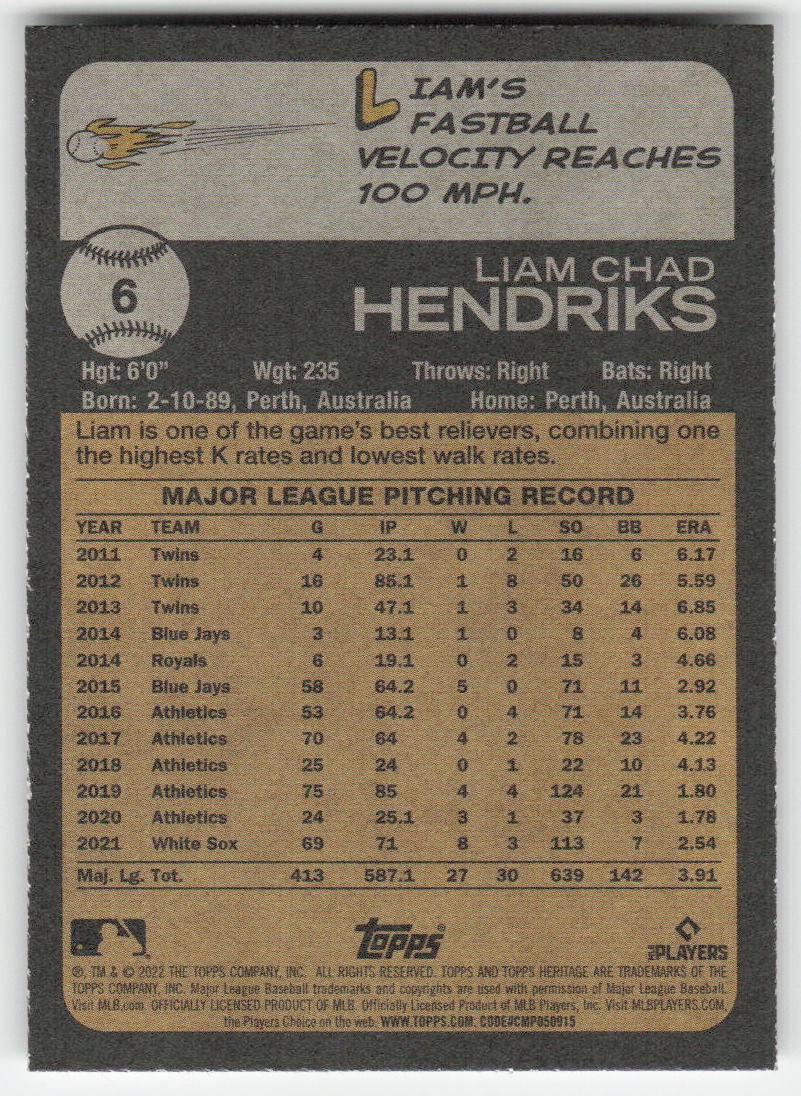 LIAM'S
FASTBALL
VELOCITY REACHES
100 MPH.
6
LIAM CHAD
HENDRIKS
Hgt: 6'0" Wgt: 235 Throws: Right Bats: Right
Born: 2-10-89, Perth, Australia Home: Perth, Australia
Liam is one of the game's best relievers, combining one
the highest K rates and lowest walk rates.
MAJOR LEAGUE PITCHING RECORD
YEAR TEAM G IP W L SO BB ERA
2011 Twins 4 23.1 0 2 16 6 6.17
2012 Twins 16 85.1 1 8 50 26 5.59
2013 Twins 10 47.1 1 3 34 14 6.85
2014 Blue Jays 3 13.1 1 0 8 4 6.08
2014 Royals 6 19.1 0 2 15 3 4.66
2015 Blue Jays 58 64.2 5 0 71 11 2.92
2016 Athletics 53 64.2 0 4 71 14 3.76
2017 Athletics 70 64 4 2 78 23 4.22
2018 Athletics 25 24 0 1 22 10 4.13
2019 Athletics 75 85 4 4 124 21 1.80
2020 Athletics 24 25.1 3 1 37 3 1.78
2021 White Sox 69 71 8 3 113 7 2.54
Maj. Lg. Tot. 413 587.1 27 30 639 142 3.91
Topps®
MLB PLAYERS
®, TM & © 2022 THE TOPPS COMPANY, INC. ALL RIGHTS RESERVED. TOPPS AND TOPPS HERITAGE ARE TRADEMARKS OF THE
TOPPS COMPANY, INC. Major League Baseball trademarks and copyrights are used with permission of Major League Baseball.
Visit MLB.com. OFFICIALLY LICENSED PRODUCT OF MLB. Officially Licensed Product of MLB Players, Inc. Visit MLBPLAYERS.COM,
the Players Choice on the web. WWW.TOPPS.COM. CODE#CMP050915